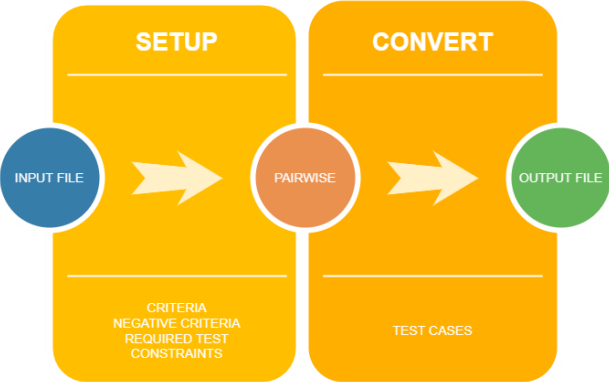 SETUP
CONVERT
INPUT FILE
PAIRWISE
OUTPUT FILE
CRITERIA
NEGATIVE CRITERIA
REQUIRED TEST
CONSTRAINTS
TEST CASES